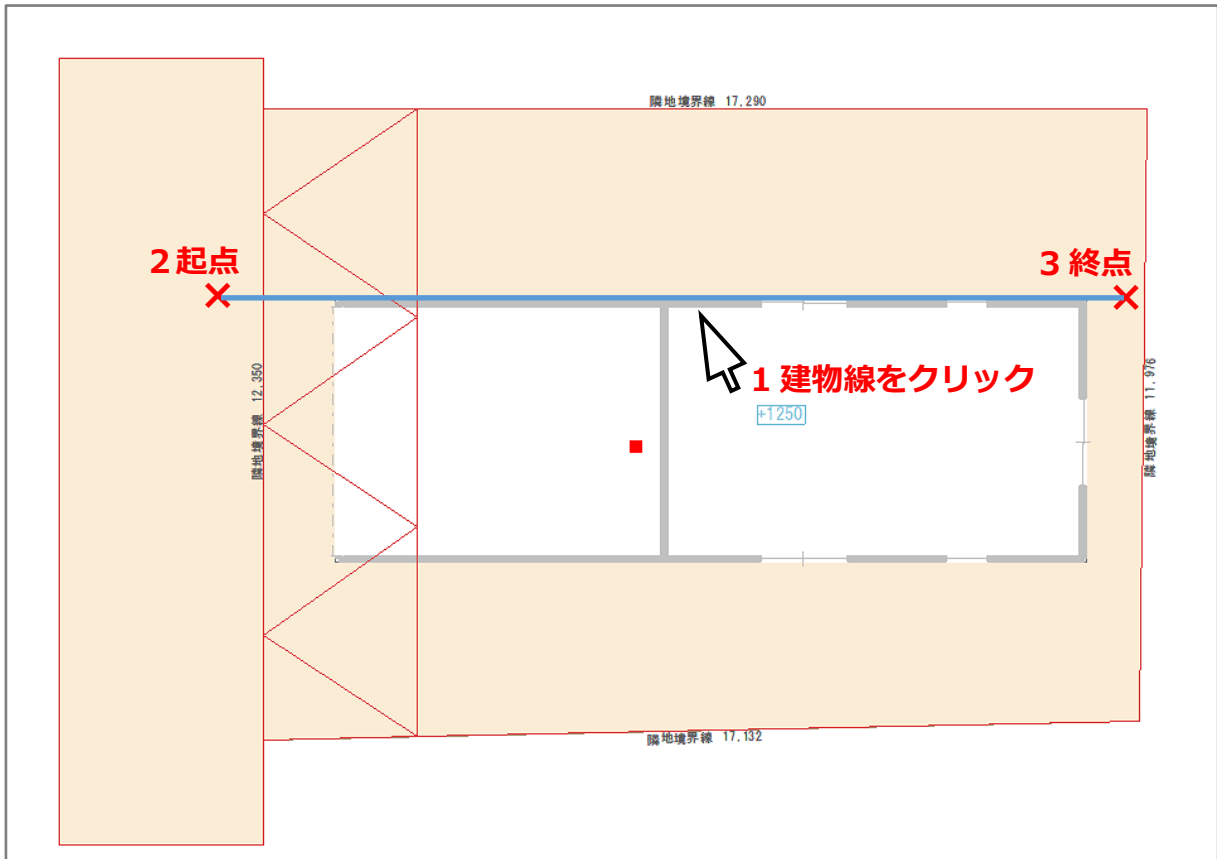 隣地境界線 17,290
2起点
3終点
隣地境界線 12,350
1建物線をクリック
+1250
隣地境界線 11,976
隣地境界線 17,132